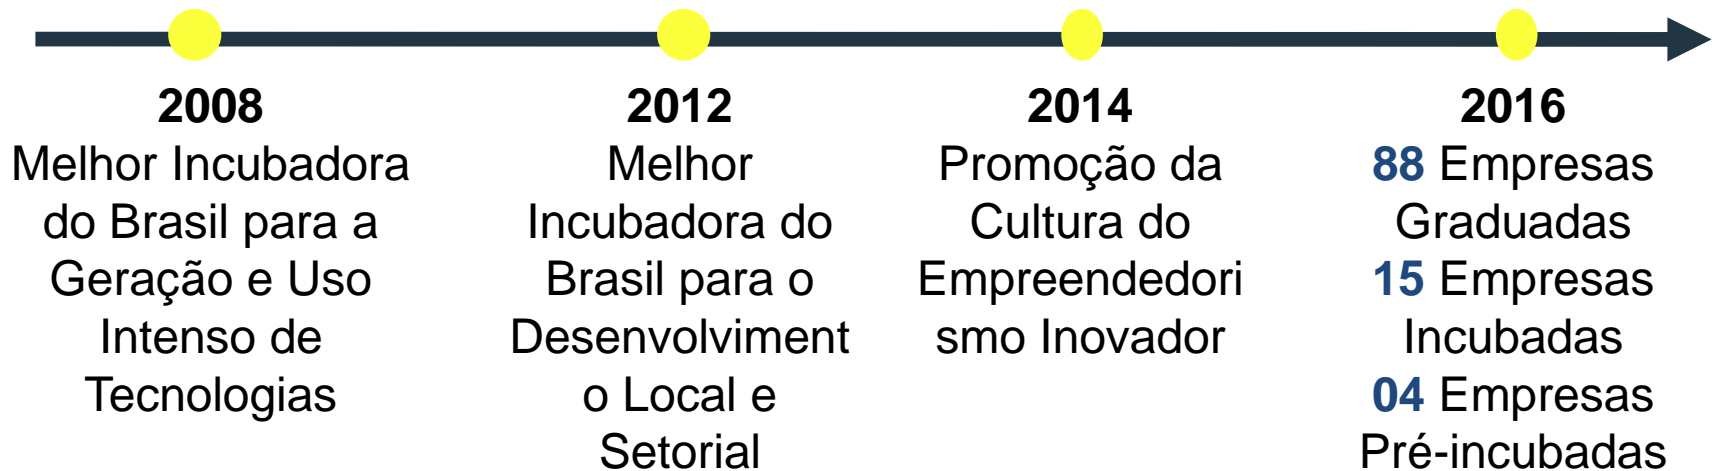 2008
Melhor Incubadora
do Brasil para a
Geração e Uso
Intenso de
Tecnologias
2012
Melhor
Incubadora do
Brasil para o
Desenvolviment
o Local e
Setorial
2014
Promoção da
Cultura do
Empreendedori
smo Inovador
2016
88 Empresas
Graduadas
15 Empresas
Incubadas
04 Empresas
Pré-incubadas